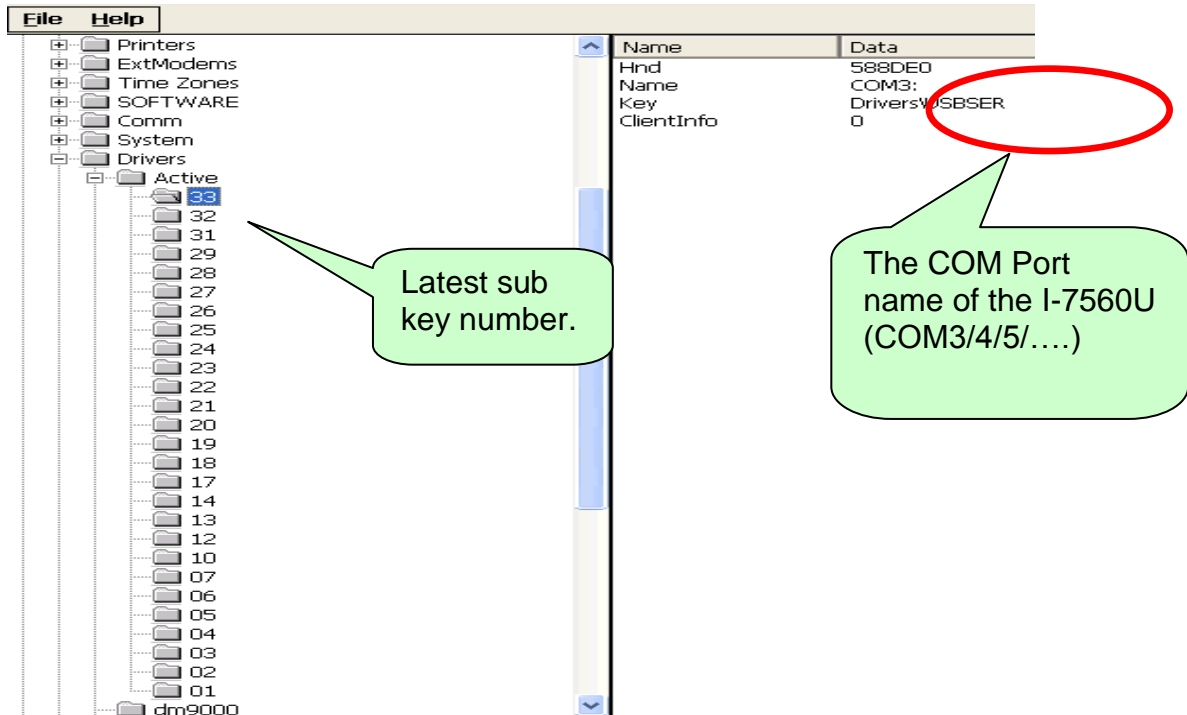 File Help
Printers
ExtModems
Time Zones
SOFTWARE
Comm
System
Drivers
Active
33
32
31
29
28
27
26
25
24
23
22
21
20
19
18
17
14
13
12
10
07
06
05
04
03
02
01
dm9000
Name Data
Hnd 588DE0
Name COM3:
Key Drivers\USBSER
ClientInfo 0
Latest sub
key number.
The COM Port
name of the I-7560U
(COM3/4/5/….)